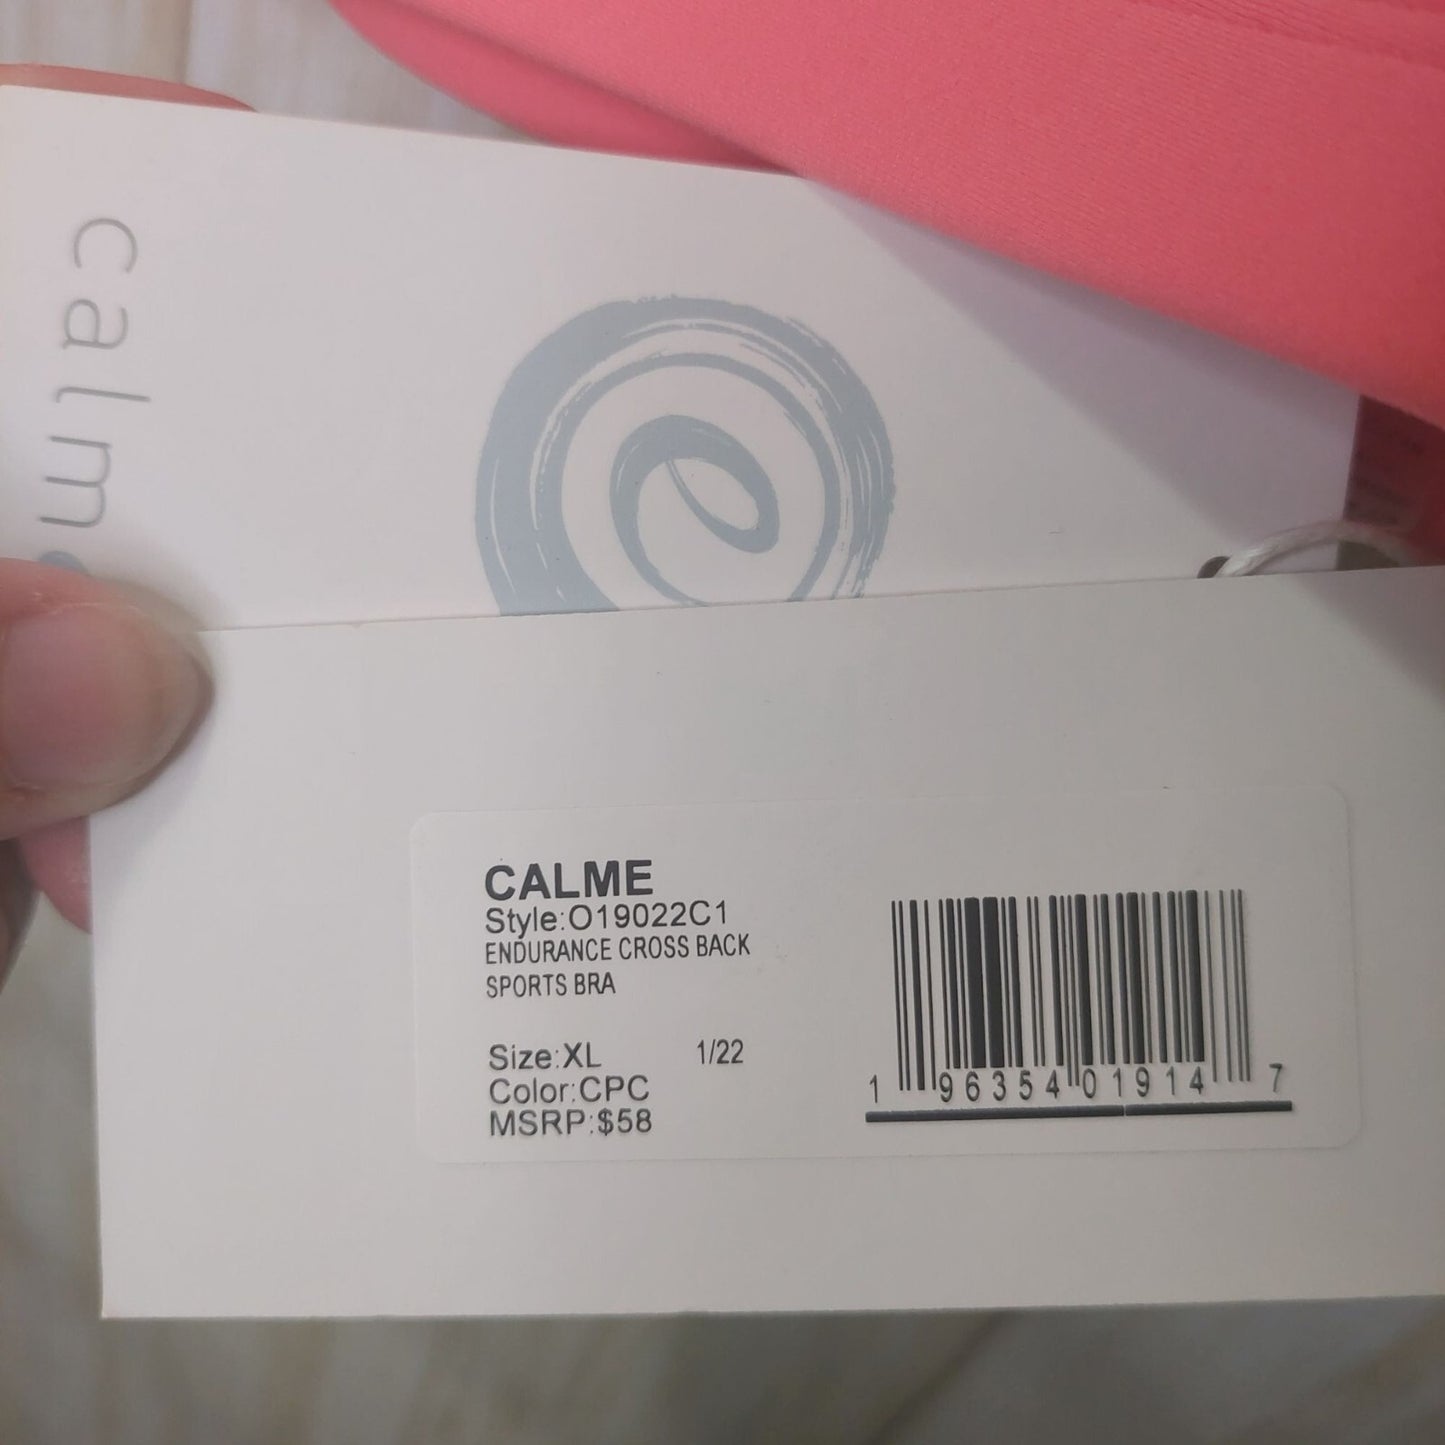 calm
CALME
Style:O19022C1
ENDURANCE CROSS BACK
SPORTS BRA
Size:XL 1/22
Color:CPC
MSRP:$58
1 96354 01914 7